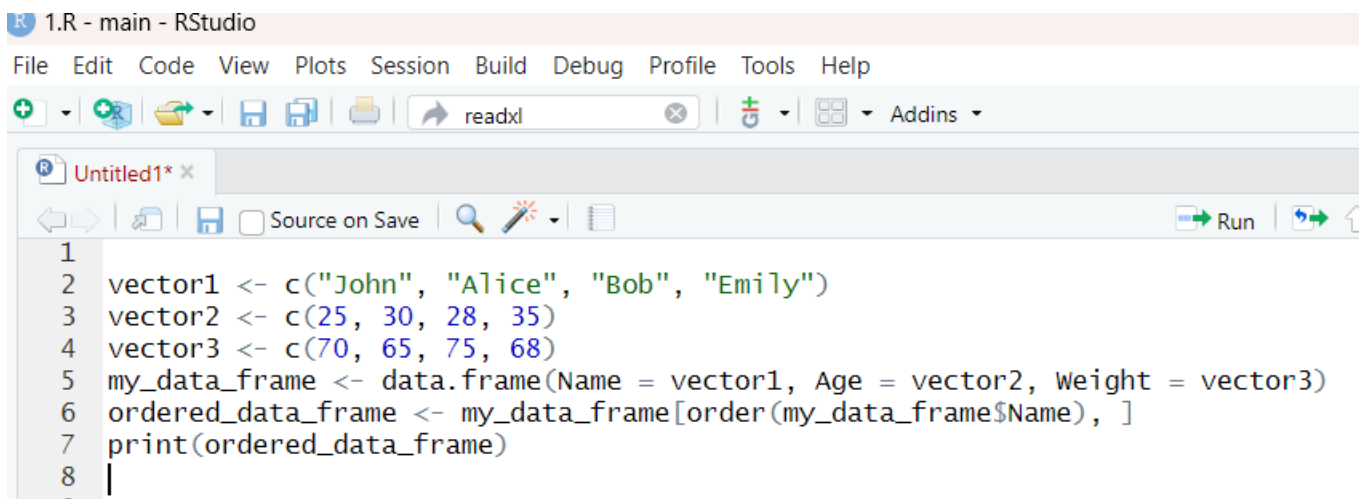 R 1.R - main - RStudio
File Edit Code View Plots Session Build Debug Profile Tools Help
readxl Addins
R Untitled1*
Source on Save Run
1
2 vector1 <- c("John", "Alice", "Bob", "Emily")
3 vector2 <- c(25, 30, 28, 35)
4 vector3 <- c(70, 65, 75, 68)
5 my_data_frame <- data.frame(Name = vector1, Age = vector2, Weight = vector3)
6 ordered_data_frame <- my_data_frame[order(my_data_frame$Name), ]
7 print(ordered_data_frame)
8